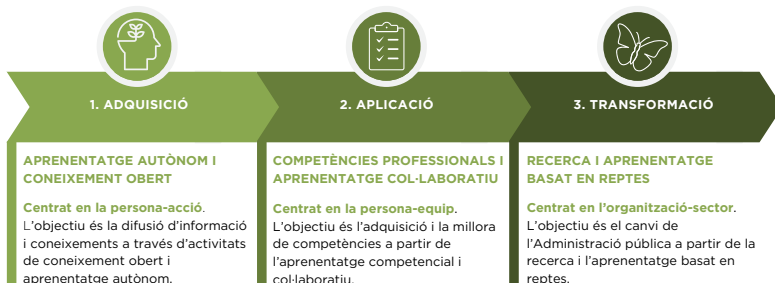 1. ADQUISICIÓ
2. APLICACIÓ
3. TRANSFORMACIÓ
APRENENTATGE AUTÒNOM I
CONEIXEMENT OBERT
Centrat en la persona-acció.
L'objectiu és la difusió d'informació
i coneixements a través d'activitats
de coneixement obert i
aprenentatge autònom.
COMPETÈNCIES PROFESSIONALS I
APRENENTATGE COL·LABORATIU
Centrat en la persona-equip.
L'objectiu és l'adquisició i la millora
de competències a partir de
l'aprenentatge competencial i
col·laboratiu.
RECERCA I APRENENTATGE
BASAT EN REPTES
Centrat en l'organització-sector.
L'objectiu és el canvi de
l'Administració pública a partir de la
recerca i l'aprenentatge basat en
reptes.